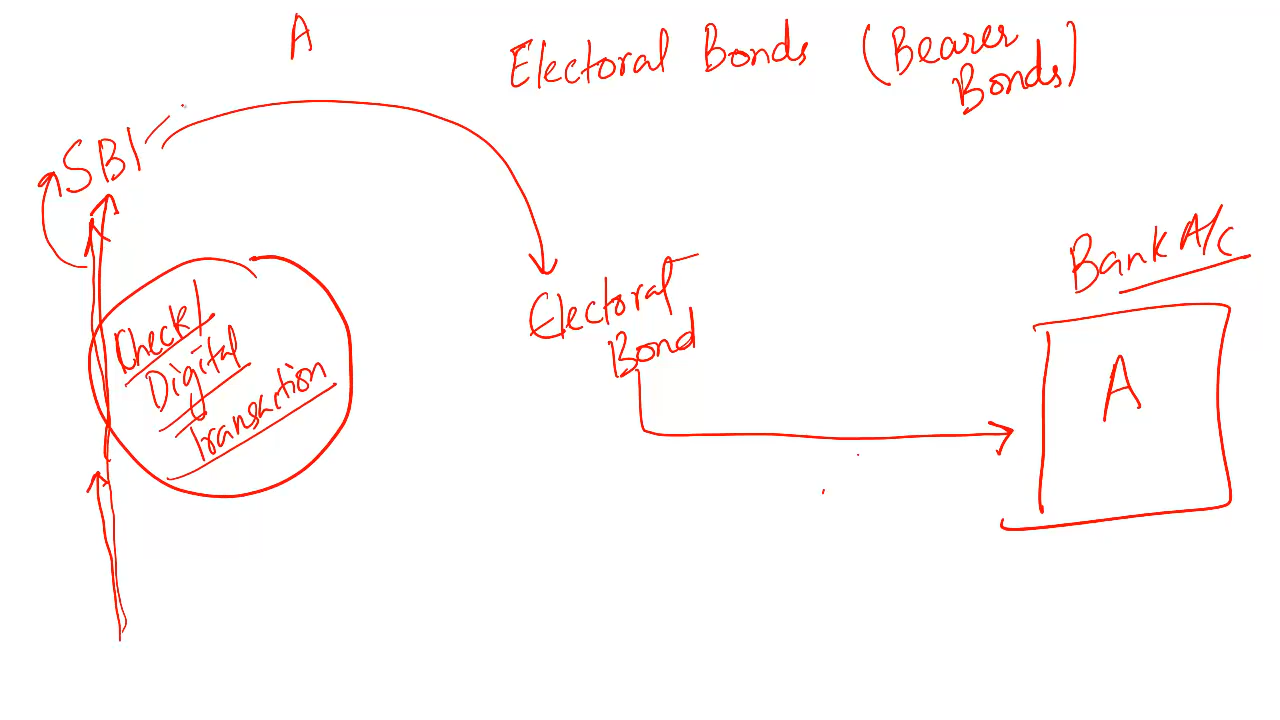 A
Electoral Bonds (Bearer
Bonds)
SBI
Bank A/c
Electoral
Bond
Check/
Digital
Transaction
A